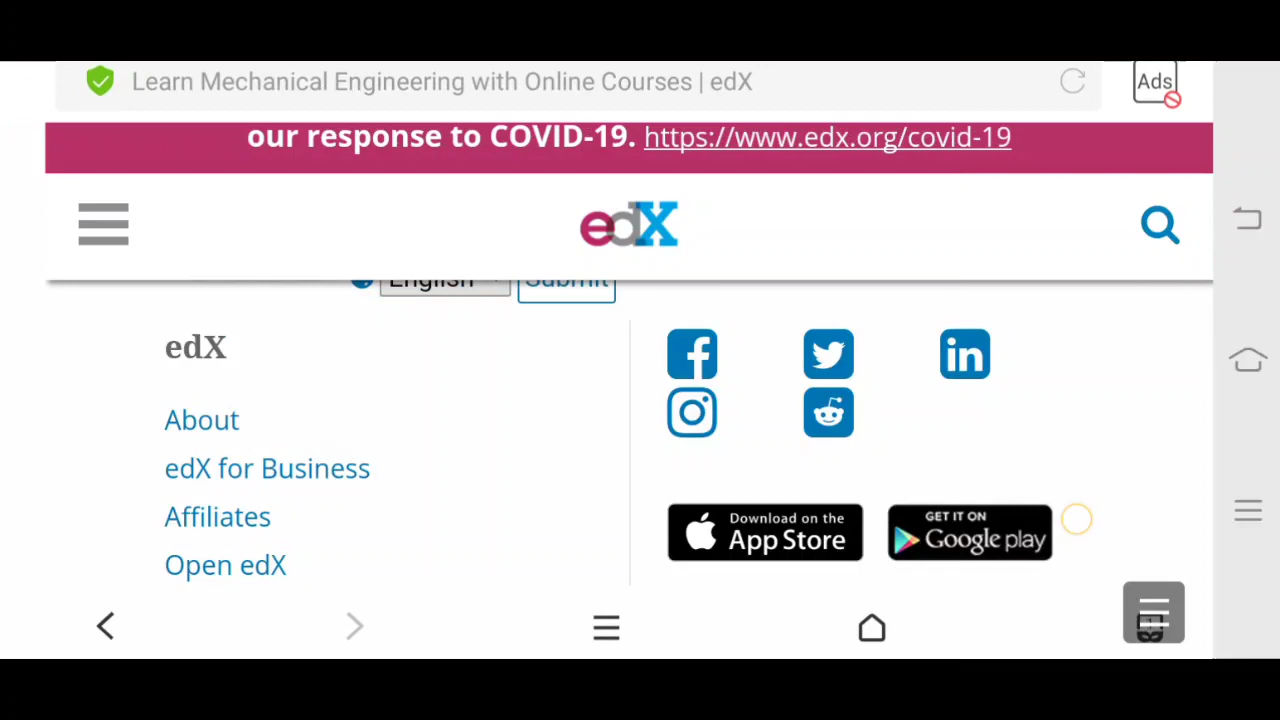 Learn Mechanical Engineering with Online Courses | edX
Ads
our response to COVID-19. https://www.edx.org/covid-19
edX
English
Submit
edX
About
edX for Business
Affiliates
Open edX
Download on the
App Store
GET IT ON
Google play